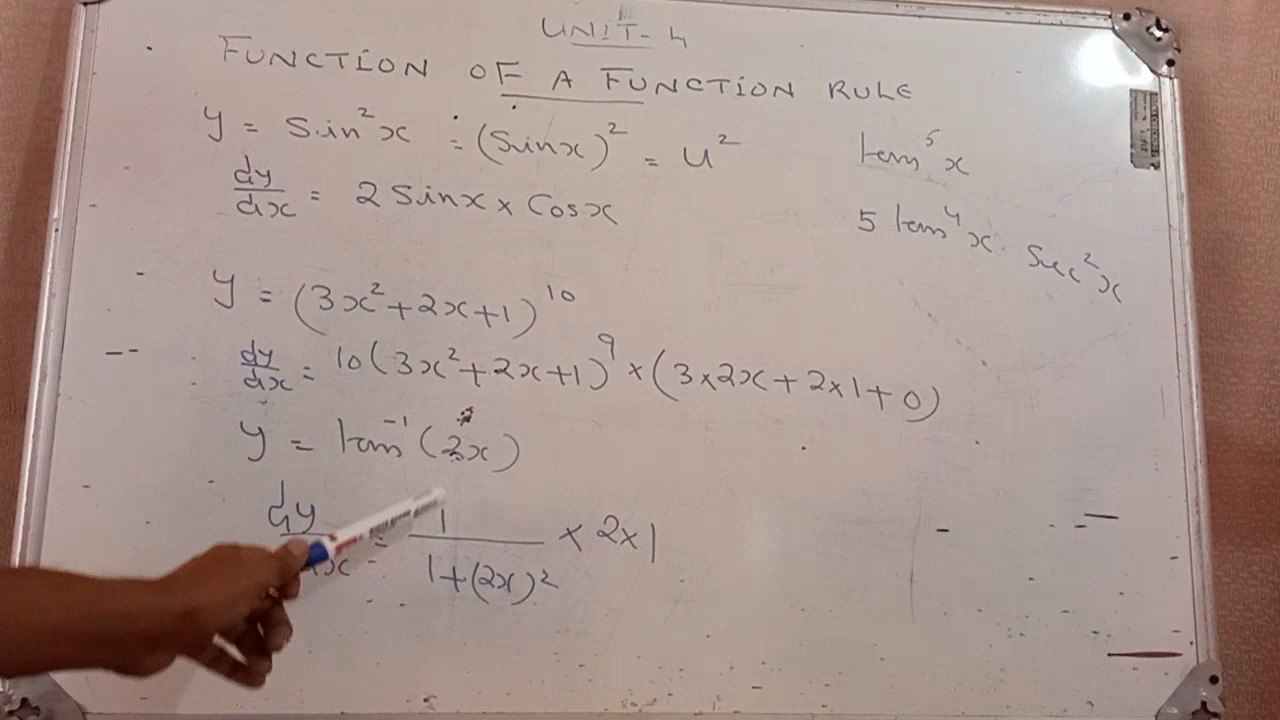 UNIT-4
FUNCTION OF A FUNCTION RULE
y = Sin²x = (Sinx)² = u²
dy/dx = 2 Sinx × Cosx
tan⁵x
5 tan⁴x · Sec²x
y = (3x²+2x+1)¹⁰
dy/dx = 10(3x²+2x+1)⁹ × (3×2x + 2×1 + 0)
y = tan⁻¹(2x)
dy/dx = 1/(1+(2x)²) × 2×1